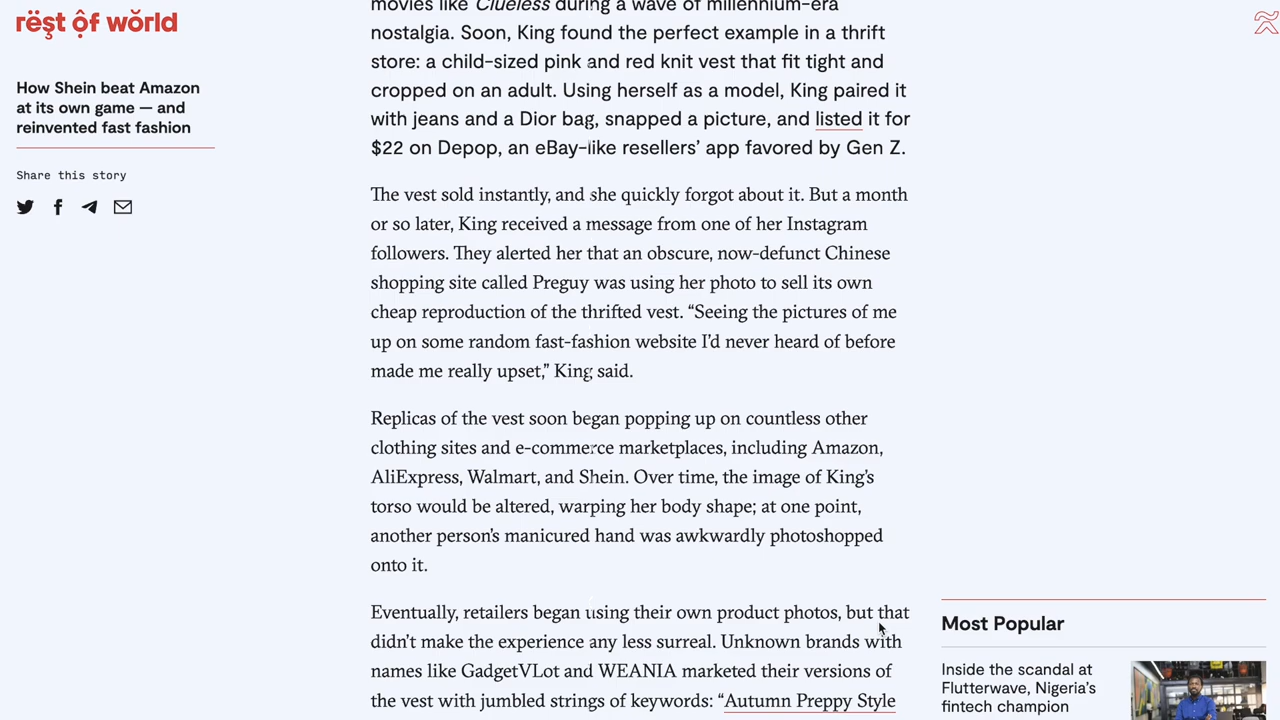 rëşt ộf wŏrld
How Shein beat Amazon
at its own game — and
reinvented fast fashion
Share this story
movies like Clueless during a wave of millennium-era
nostalgia. Soon, King found the perfect example in a thrift
store: a child-sized pink and red knit vest that fit tight and
cropped on an adult. Using herself as a model, King paired it
with jeans and a Dior bag, snapped a picture, and listed it for
$22 on Depop, an eBay-like resellers’ app favored by Gen Z.
The vest sold instantly, and she quickly forgot about it. But a month
or so later, King received a message from one of her Instagram
followers. They alerted her that an obscure, now-defunct Chinese
shopping site called Preguy was using her photo to sell its own
cheap reproduction of the thrifted vest. “Seeing the pictures of me
up on some random fast-fashion website I’d never heard of before
made me really upset,” King said.
Replicas of the vest soon began popping up on countless other
clothing sites and e-commerce marketplaces, including Amazon,
AliExpress, Walmart, and Shein. Over time, the image of King’s
torso would be altered, warping her body shape; at one point,
another person’s manicured hand was awkwardly photoshopped
onto it.
Eventually, retailers began using their own product photos, but that
didn’t make the experience any less surreal. Unknown brands with
names like GadgetVLot and WEANIA marketed their versions of
the vest with jumbled strings of keywords: “Autumn Preppy Style
Most Popular
Inside the scandal at
Flutterwave, Nigeria’s
fintech champion